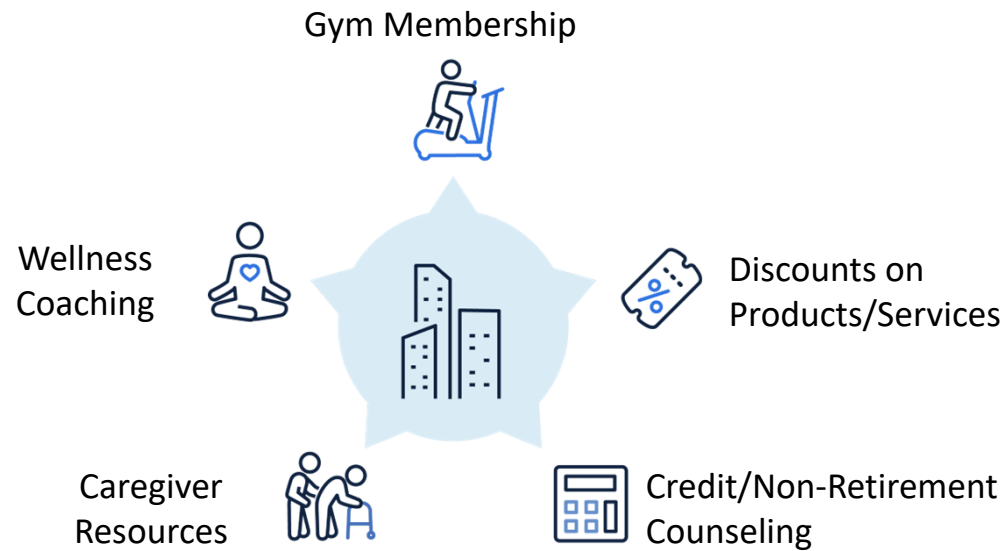 Gym Membership
Wellness
Coaching
Discounts on
Products/Services
Caregiver
Resources
Credit/Non-Retirement
Counseling